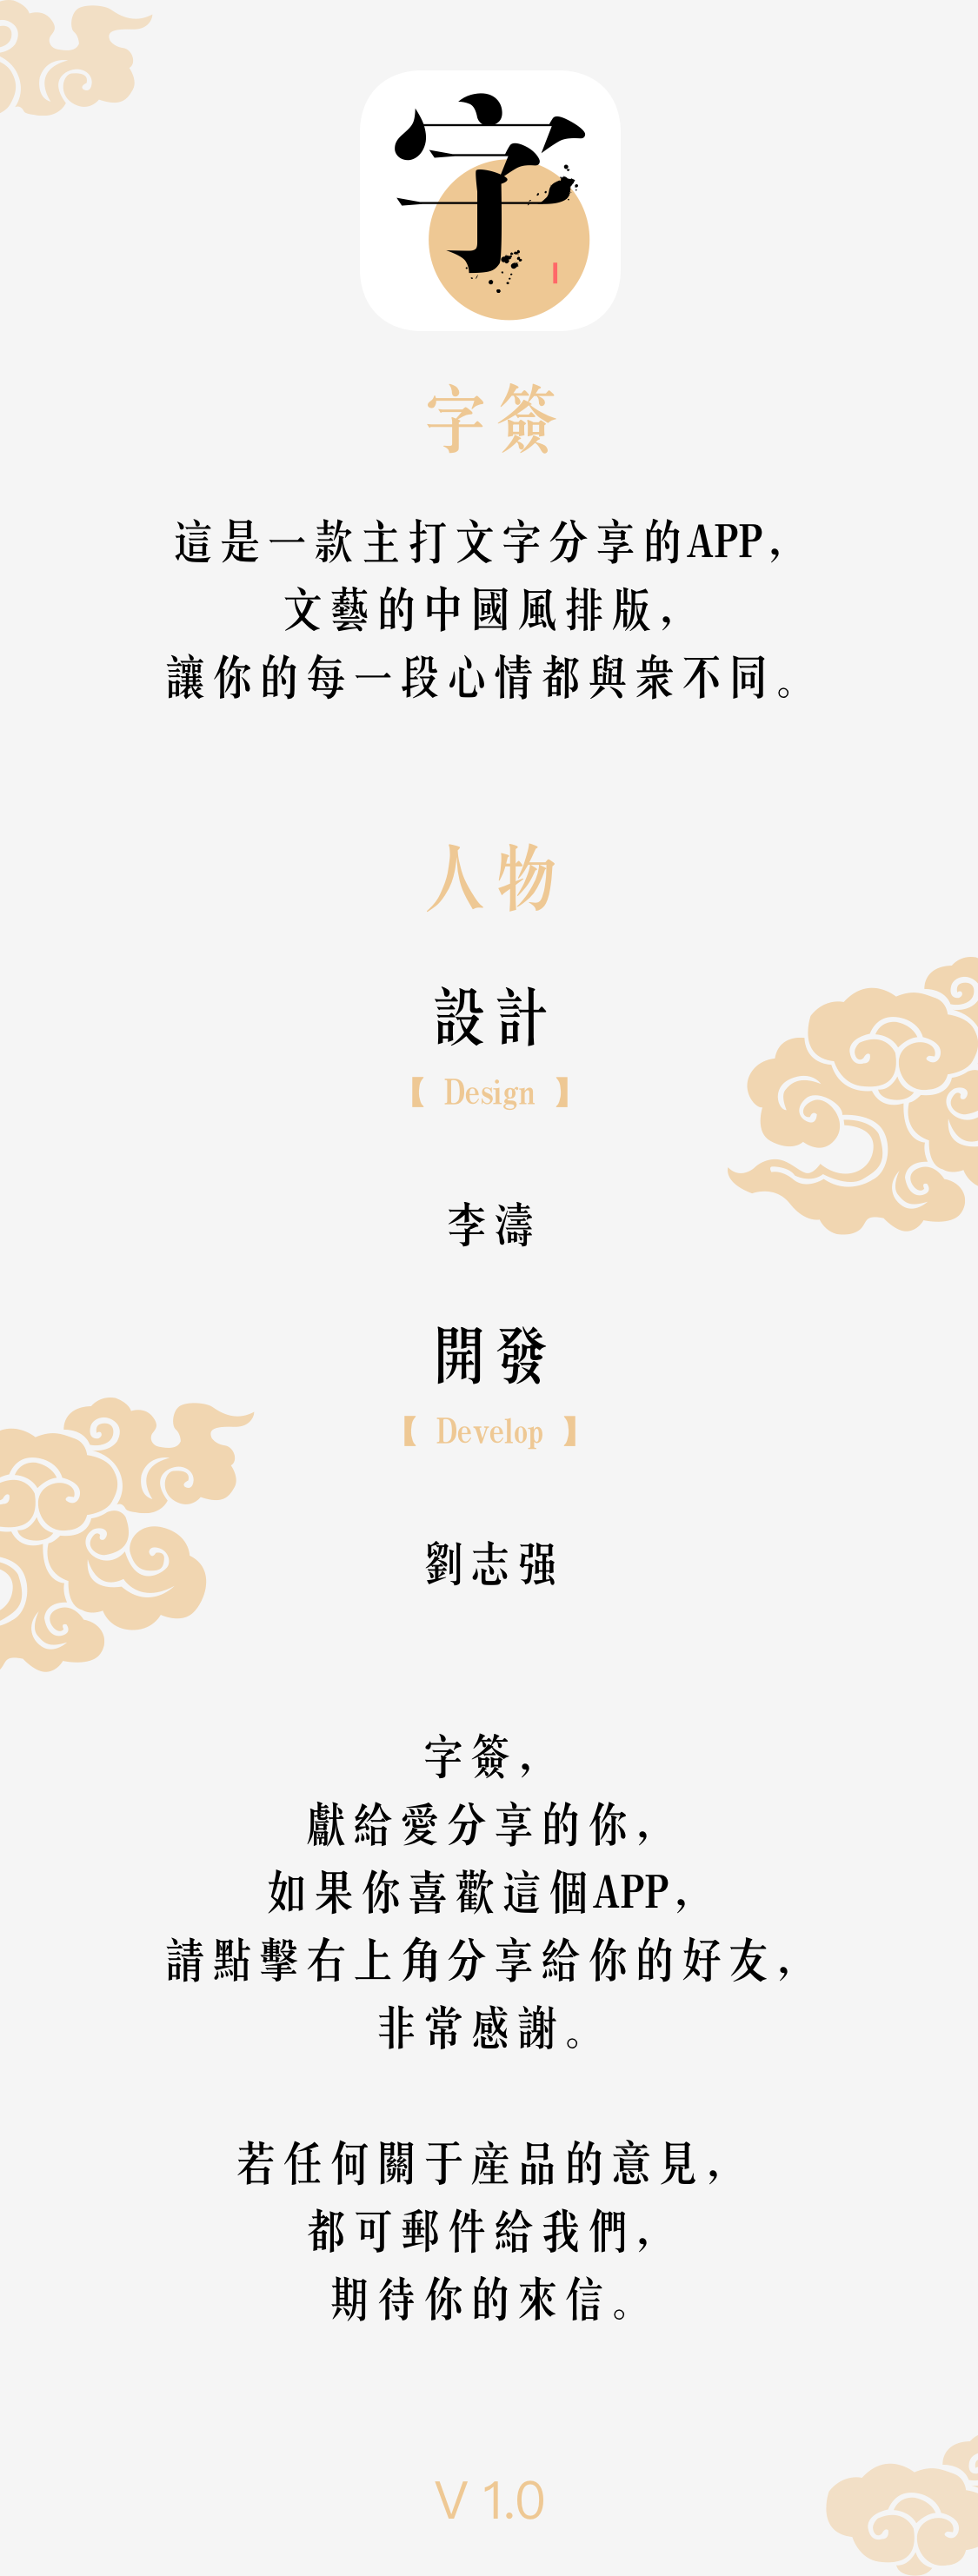 字
字簽
這是一款主打文字分享的APP,
文藝的中國風排版,
讓你的每一段心情都與衆不同。
人物
設計
【 Design 】
李濤
開發
【 Develop 】
劉志强
字簽,
獻給愛分享的你,
如果你喜歡這個APP,
請點擊右上角分享給你的好友,
非常感謝。
若任何關于産品的意見,
都可郵件給我們,
期待你的來信。
V 1.0